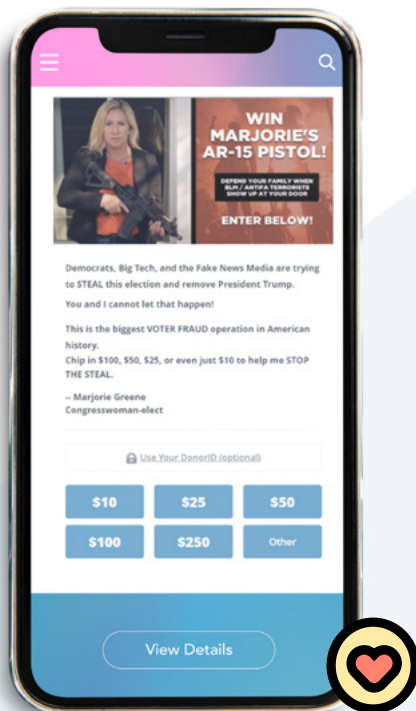 WIN
MARJORIE'S
AR-15 PISTOL!
DEFEND YOUR FAMILY WHEN
BLM / ANTIFA TERRORISTS
SHOW UP AT YOUR DOOR
ENTER BELOW!
Democrats, Big Tech, and the Fake News Media are trying
to STEAL this election and remove President Trump.
You and I cannot let that happen!
This is the biggest VOTER FRAUD operation in American
history.
Chip in $100, $50, $25, or even just $10 to help me STOP
THE STEAL.
-- Marjorie Greene
Congresswoman-elect
Use Your DonorID (optional)
$10 $25 $50
$100 $250 Other
View Details